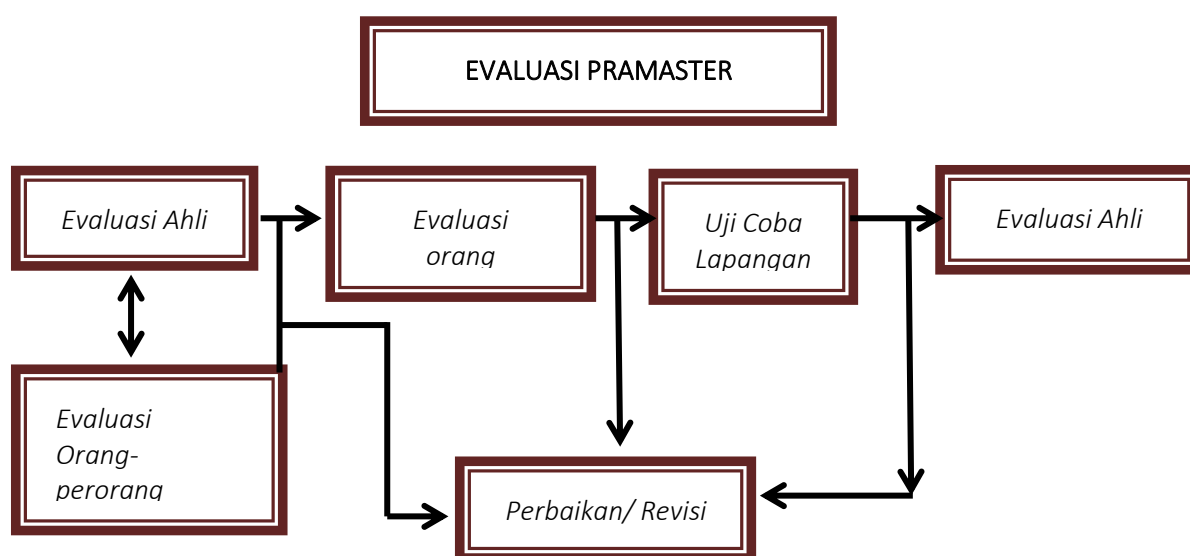 EVALUASI PRAMASTER
Evaluasi Ahli
Evaluasi
orang
Uji Coba
Lapangan
Evaluasi Ahli
Evaluasi
Orang-
perorang
Perbaikan/ Revisi